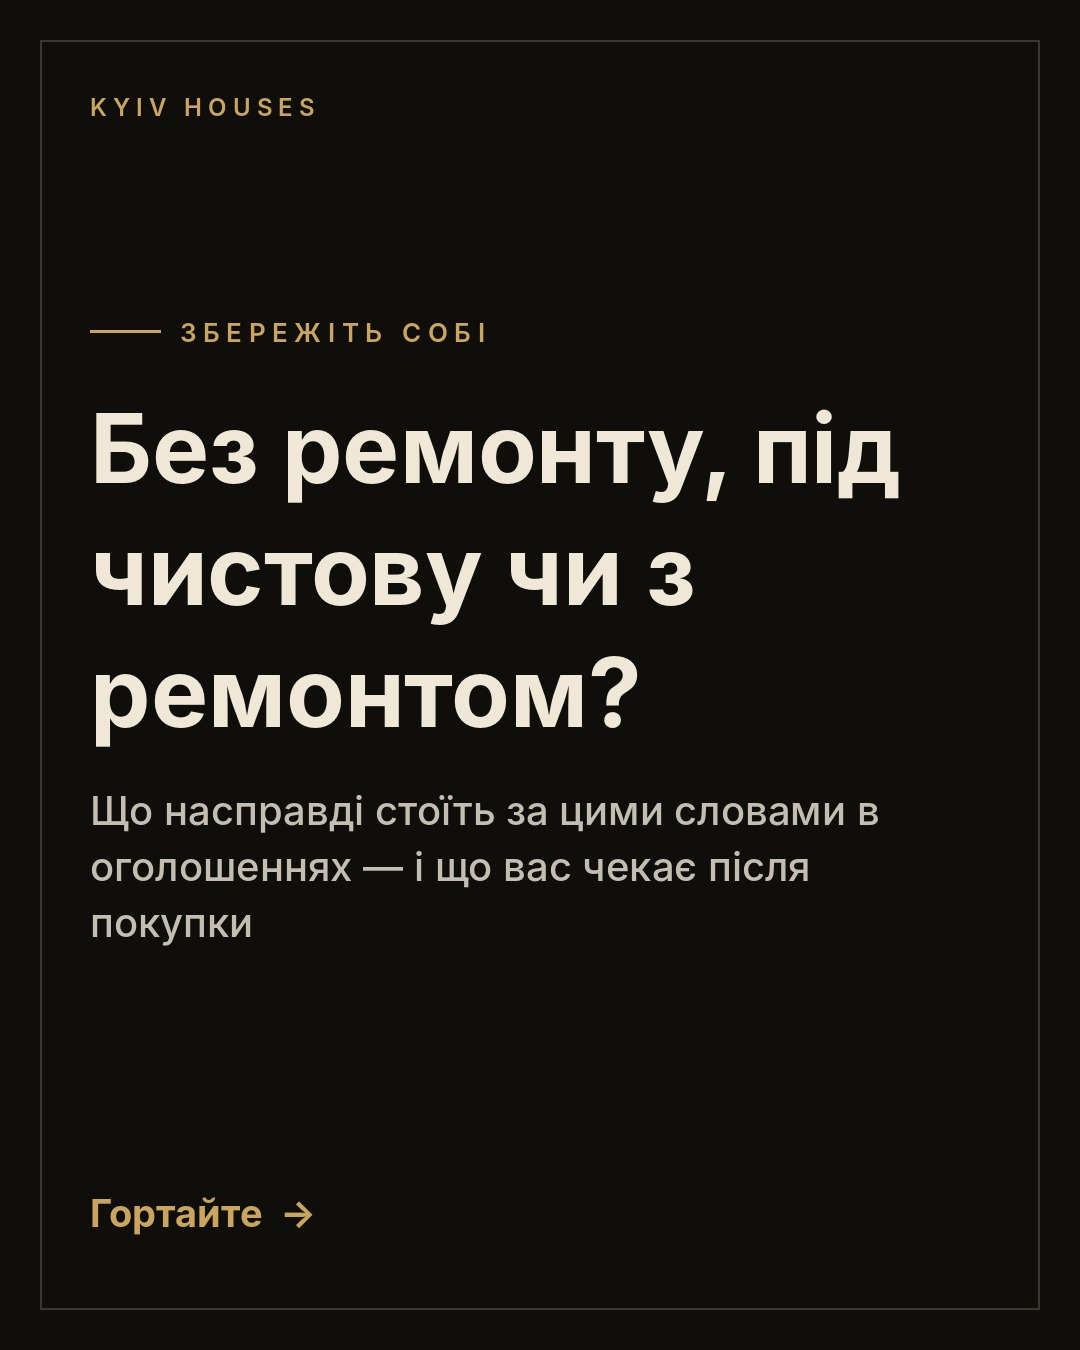 KYIV HOUSES
ЗБЕРЕЖІТЬ СОБІ
Без ремонту, під
чистову чи з
ремонтом?
Що насправді стоїть за цими словами в
оголошеннях — і що вас чекає після
покупки
Гортайте →